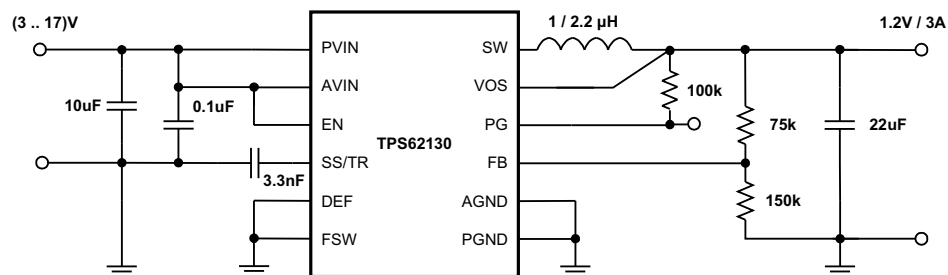 (3 .. 17)V
1 / 2.2 µH
1.2V / 3A
PVIN
SW
AVIN
VOS
100k
10uF
0.1uF
EN
PG
TPS62130
75k
22uF
SS/TR
FB
3.3nF
DEF
AGND
150k
FSW
PGND